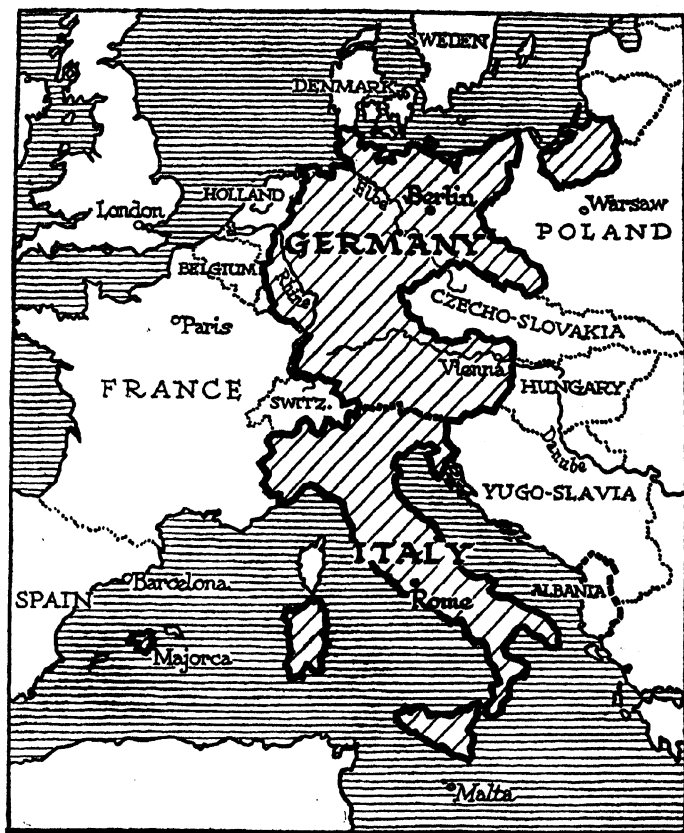 SWEDEN
DENMARK
HOLLAND
Elbe
Berlin
London
Warsaw
POLAND
GERMANY
BELGIUM
Rhine
CZECHO-SLOVAKIA
Paris
Vienna
FRANCE
SWITZ.
HUNGARY
Danube
YUGO-SLAVIA
ITALY
Barcelona
Rome
ALBANIA
SPAIN
Majorca
Malta